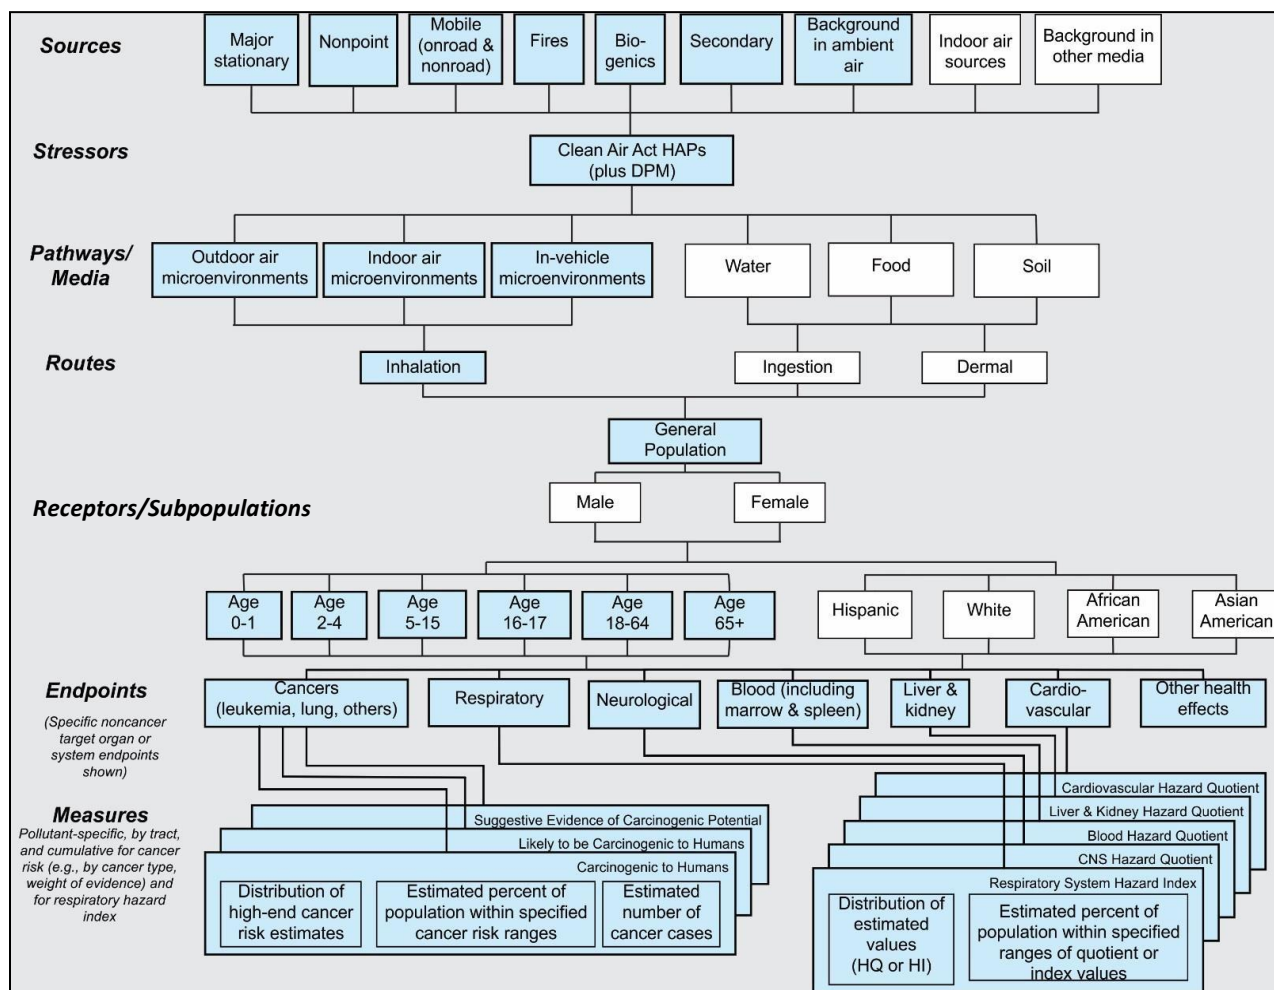 Sources
Major
stationary
Nonpoint
Mobile
(onroad &
nonroad)
Fires
Bio-
genics
Secondary
Background
in ambient
air
Indoor air
sources
Background in
other media
Stressors
Clean Air Act HAPs
(plus DPM)
Pathways/
Media
Outdoor air
microenvironments
Indoor air
microenvironments
In-vehicle
microenvironments
Water
Food
Soil
Routes
Inhalation
Ingestion
Dermal
General
Population
Receptors/Subpopulations
Male
Female
Age
0-1
Age
2-4
Age
5-15
Age
16-17
Age
18-64
Age
65+
Hispanic
White
African
American
Asian
American
Endpoints
(Specific noncancer
target organ or
system endpoints
shown)
Cancers
(leukemia, lung, others)
Respiratory
Neurological
Blood (including
marrow & spleen)
Liver &
kidney
Cardio-
vascular
Other health
effects
Measures
Pollutant-specific, by tract,
and cumulative for cancer
risk (e.g., by cancer type,
weight of evidence) and
for respiratory hazard
index
Suggestive Evidence of Carcinogenic Potential
Likely to be Carcinogenic to Humans
Carcinogenic to Humans
Distribution of
high-end cancer
risk estimates
Estimated percent of
population within specified
cancer risk ranges
Estimated
number of
cancer cases
Cardiovascular Hazard Quotient
Liver & Kidney Hazard Quotient
Blood Hazard Quotient
CNS Hazard Quotient
Respiratory System Hazard Index
Distribution of
estimated
values
(HQ or HI)
Estimated percent of
population within specified
ranges of quotient or
index values